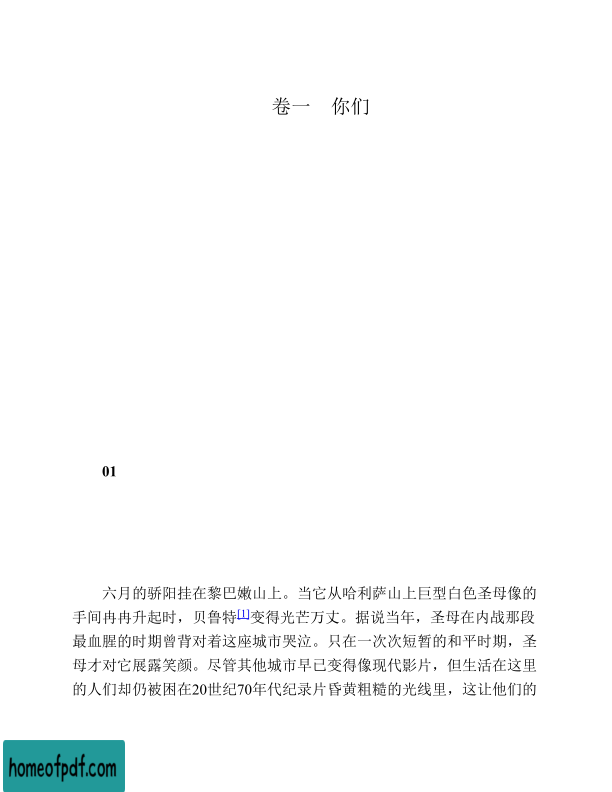 卷一　你们
01
六月的骄阳挂在黎巴嫩山上。当它从哈利萨山上巨型白色圣母像的
手间冉冉升起时，贝鲁特[1]变得光芒万丈。据说当年，圣母在内战那段
最血腥的时期曾背对着这座城市哭泣。只在一次次短暂的和平时期，圣
母才对它展露笑颜。尽管其他城市早已变得像现代影片，但生活在这里
的人们却仍被困在20世纪70年代纪录片昏黄粗糙的光线里，这让他们的
homeofpdf.com